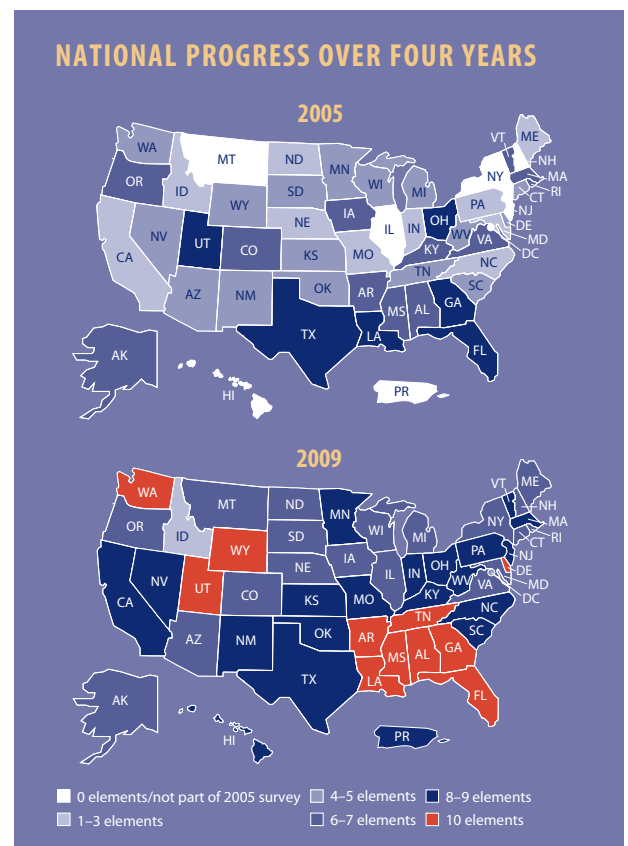 NATIONAL PROGRESS OVER FOUR YEARS
2005
WA
MT
ND
MN
VT
ME
OR
ID
SD
WI
MI
NY
NH
MA
RI
CT
WY
IA
PA
NJ
NV
NE
IL
IN
OH
DE
MD
DC
UT
CO
WV
VA
CA
KS
MO
KY
NC
TN
AZ
NM
OK
AR
SC
MS
AL
GA
TX
LA
FL
AK
HI
PR
2009
WA
MT
ND
MN
VT
ME
OR
ID
SD
WI
MI
NY
NH
MA
RI
CT
WY
IA
PA
NJ
NV
NE
IL
IN
OH
DE
MD
DC
UT
CO
WV
VA
CA
KS
MO
KY
NC
TN
AZ
NM
OK
AR
SC
MS
AL
GA
TX
LA
FL
AK
HI
PR
0 elements/not part of 2005 survey
4–5 elements
8–9 elements
1–3 elements
6–7 elements
10 elements